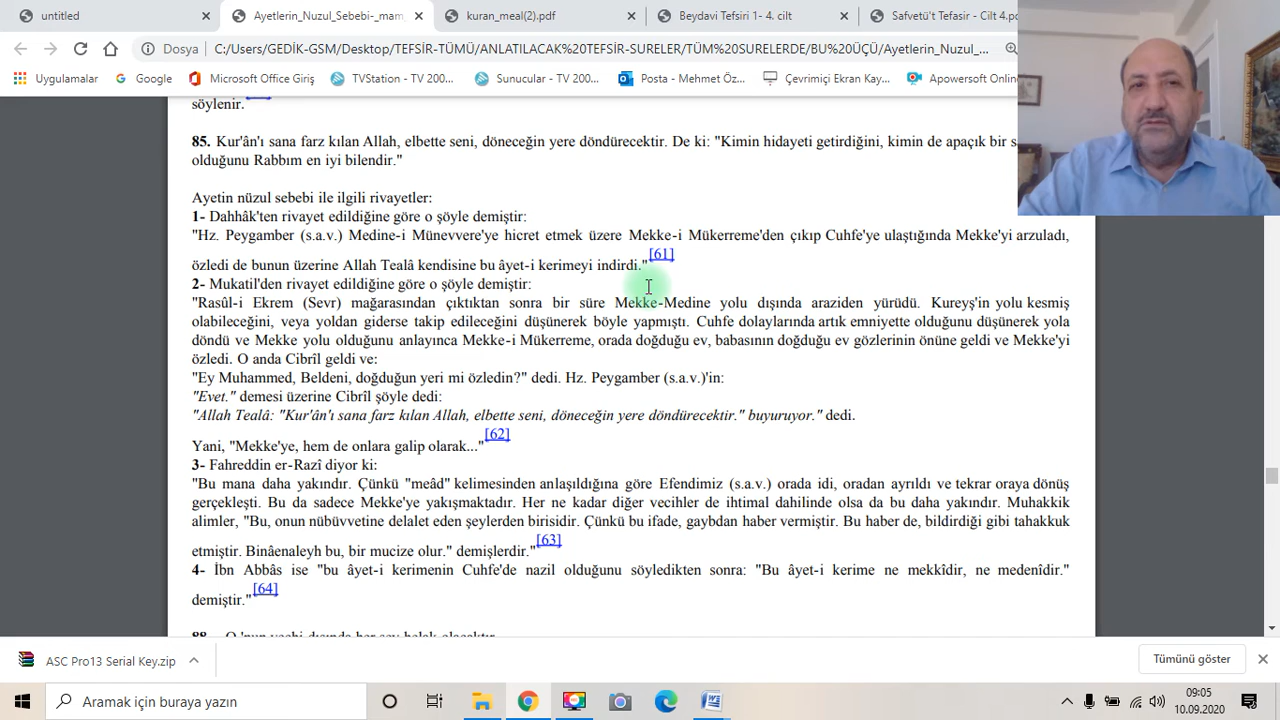 untitled
Ayetlerin_Nuzul_Sebebi-_mam
kuran_meal(2).pdf
Beydavi Tefsiri 1- 4. cilt
Safvetü't Tefasir - Cilt 4.p
Dosya
C:/Users/GEDİK-GSM/Desktop/TEFSİR-TÜMÜ/ANLATILACAK%20TEFSİR-SURELER/TÜM%20SURELERDE/BU%20ÜÇÜ/Ayetlerin_Nuzul_...
Uygulamalar
Google
Microsoft Office Giriş
TVStation - TV 200...
Sunucular - TV 200...
Posta - Mehmet Öz...
Çevrimiçi Ekran Kay...
Apowersoft Onlin
söylenir.
85. Kur'ân'ı sana farz kılan Allah, elbette seni, döneceğin yere döndürecektir. De ki: "Kimin hidayeti getirdiğini, kimin de apaçık bir s
olduğunu Rabbım en iyi bilendir."
Ayetin nüzul sebebi ile ilgili rivayetler:
1- Dahhâk'ten rivayet edildiğine göre o şöyle demiştir:
"Hz. Peygamber (s.a.v.) Medine-i Münevvere'ye hicret etmek üzere Mekke-i Mükerreme'den çıkıp Cuhfe'ye ulaştığında Mekke'yi arzuladı,
özledi de bunun üzerine Allah Tealâ kendisine bu âyet-i kerimeyi indirdi."[61]
2- Mukatil'den rivayet edildiğine göre o şöyle demiştir:
"Rasûl-i Ekrem (Sevr) mağarasından çıktıktan sonra bir süre Mekke-Medine yolu dışında araziden yürüdü. Kureyş'in yolu kesmiş
olabileceğini, veya yoldan giderse takip edileceğini düşünerek böyle yapmıştı. Cuhfe dolaylarında artık emniyette olduğunu düşünerek yola
döndü ve Mekke yolu olduğunu anlayınca Mekke-i Mükerreme, orada doğduğu ev, babasının doğduğu ev gözlerinin önüne geldi ve Mekke'yi
özledi. O anda Cibrîl geldi ve:
"Ey Muhammed, Beldeni, doğduğun yeri mi özledin?" dedi. Hz. Peygamber (s.a.v.)'in:
"Evet." demesi üzerine Cibrîl şöyle dedi:
"Allah Tealâ: "Kur'ân'ı sana farz kılan Allah, elbette seni, döneceğin yere döndürecektir." buyuruyor." dedi.
Yani, "Mekke'ye, hem de onlara galip olarak..."[62]
3- Fahreddin er-Razî diyor ki:
"Bu mana daha yakındır. Çünkü "meâd" kelimesinden anlaşıldığına göre Efendimiz (s.a.v.) orada idi, oradan ayrıldı ve tekrar oraya dönüş
gerçekleşti. Bu da sadece Mekke'ye yakışmaktadır. Her ne kadar diğer vecihler de ihtimal dahilinde olsa da bu daha yakındır. Muhakkik
alimler, "Bu, onun nübüvvetine delalet eden şeylerden birisidir. Çünkü bu ifade, gaybdan haber vermiştir. Bu haber de, bildirdiği gibi tahakkuk
etmiştir. Binâenaleyh bu, bir mucize olur." demişlerdir."[63]
4- İbn Abbâs ise "bu âyet-i kerimenin Cuhfe'de nazil olduğunu söyledikten sonra: "Bu âyet-i kerime ne mekkîdir, ne medenîdir."
demiştir."[64]
88. O'nun vechi dışında her şey helak olacaktır
ASC Pro13 Serial Key.zip
Tümünü göster
Aramak için buraya yazın
09:05
10.09.2020